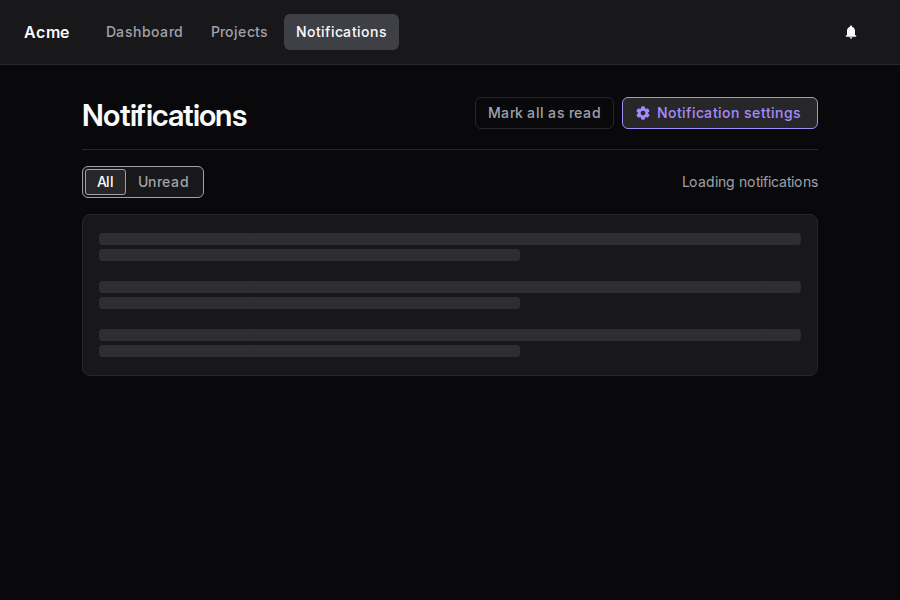 Acme Dashboard Projects Notifications
Notifications Mark all as read Notification settings
All Unread Loading notifications